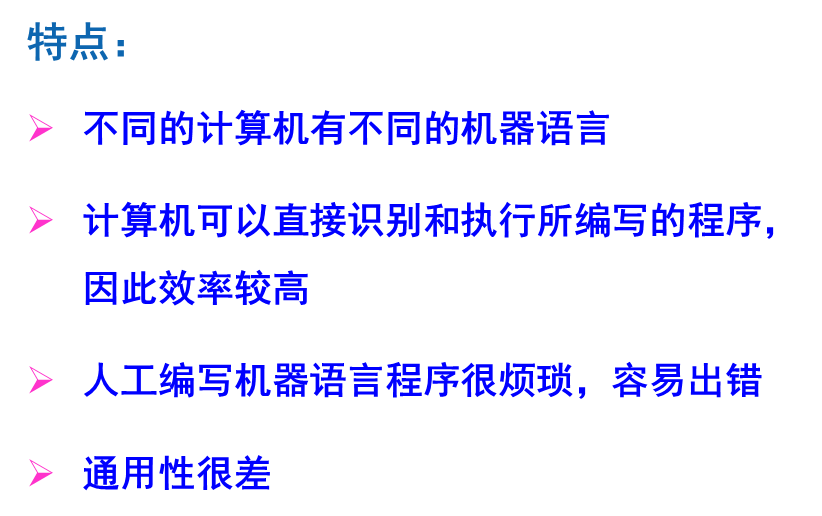 特点：
不同的计算机有不同的机器语言
计算机可以直接识别和执行所编写的程序，
因此效率较高
人工编写机器语言程序很烦琐，容易出错
通用性很差